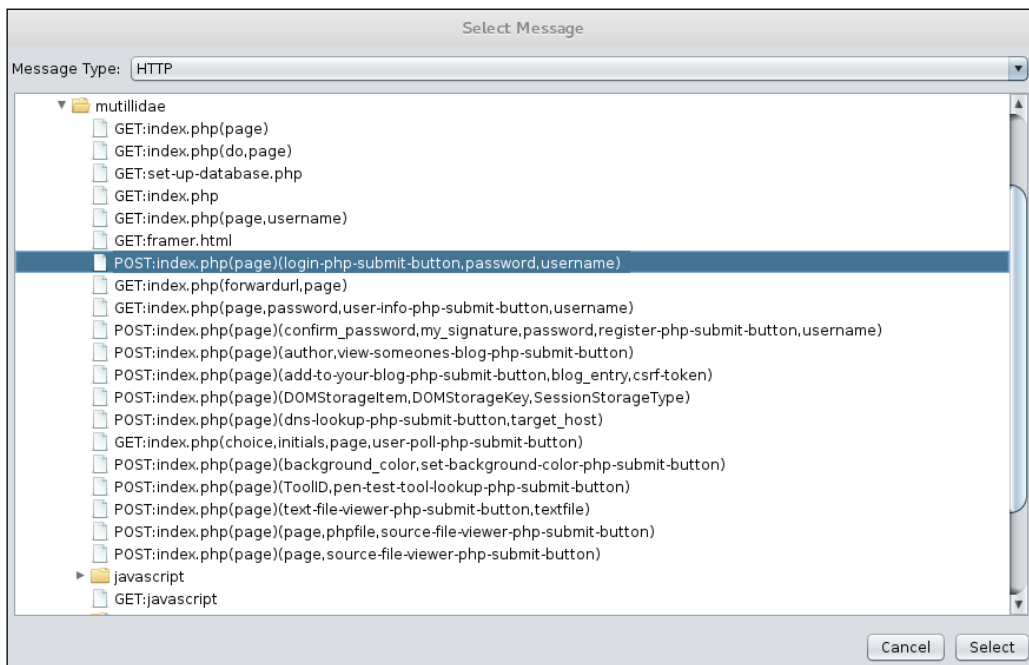 Select Message
Message Type: HTTP
mutillidae
GET:index.php(page)
GET:index.php(do,page)
GET:set-up-database.php
GET:index.php
GET:index.php(page,username)
GET:framer.html
POST:index.php(page)(login-php-submit-button,password,username)
GET:index.php(forwardurl,page)
GET:index.php(page,password,user-info-php-submit-button,username)
POST:index.php(page)(confirm_password,my_signature,password,register-php-submit-button,username)
POST:index.php(page)(author,view-someones-blog-php-submit-button)
POST:index.php(page)(add-to-your-blog-php-submit-button,blog_entry,csrf-token)
POST:index.php(page)(DOMStorageItem,DOMStorageKey,SessionStorageType)
POST:index.php(page)(dns-lookup-php-submit-button,target_host)
GET:index.php(choice,initials,page,user-poll-php-submit-button)
POST:index.php(page)(background_color,set-background-color-php-submit-button)
POST:index.php(page)(ToolID,pen-test-tool-lookup-php-submit-button)
POST:index.php(page)(text-file-viewer-php-submit-button,textfile)
POST:index.php(page)(page,phpfile,source-file-viewer-php-submit-button)
POST:index.php(page)(page,source-file-viewer-php-submit-button)
javascript
GET:javascript
Cancel Select